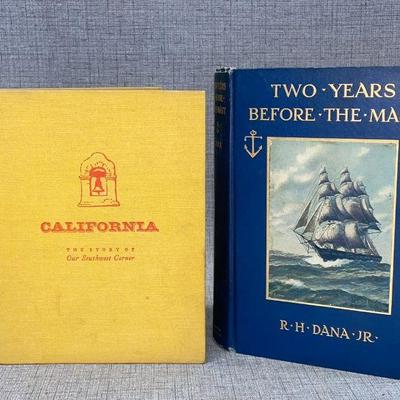 CALIFORNIA
THE STORY OF
Our Southwest Corner
TWO·YEARS
BEFORE·THE·MA
R·H·DANA·JR·